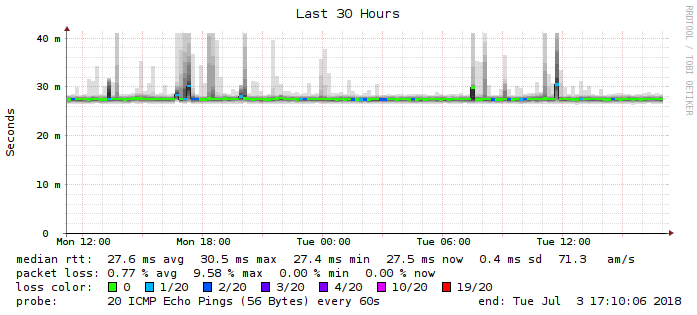 Last 30 Hours
RRDTOOL / TOBI OETIKER
Seconds
40 m
30 m
20 m
10 m
0
Mon 12:00 Mon 18:00 Tue 00:00 Tue 06:00 Tue 12:00
median rtt: 27.6 ms avg 30.5 ms max 27.4 ms min 27.5 ms now 0.4 ms sd 71.3 am/s
packet loss: 0.77 % avg 9.58 % max 0.00 % min 0.00 % now
loss color: 0 1/20 2/20 3/20 4/20 10/20 19/20
probe: 20 ICMP Echo Pings (56 Bytes) every 60s end: Tue Jul 3 17:10:06 2018